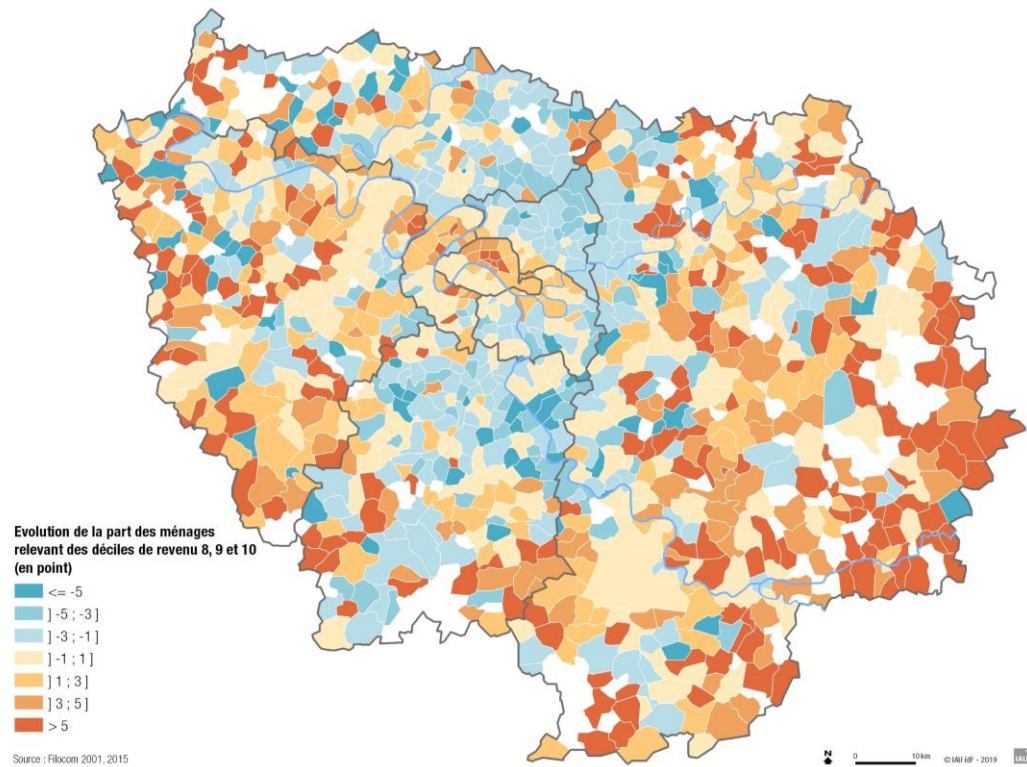 Evolution de la part des ménages
relevant des déciles de revenu 8, 9 et 10
(en point)
<= -5
] -5 ; -3 ]
] -3 ; -1 ]
] -1 ; 1 ]
] 1 ; 3 ]
] 3 ; 5 ]
> 5
Source : Filocom 2001, 2015
N
0 10 km
© IAU îdF - 2019
IAU